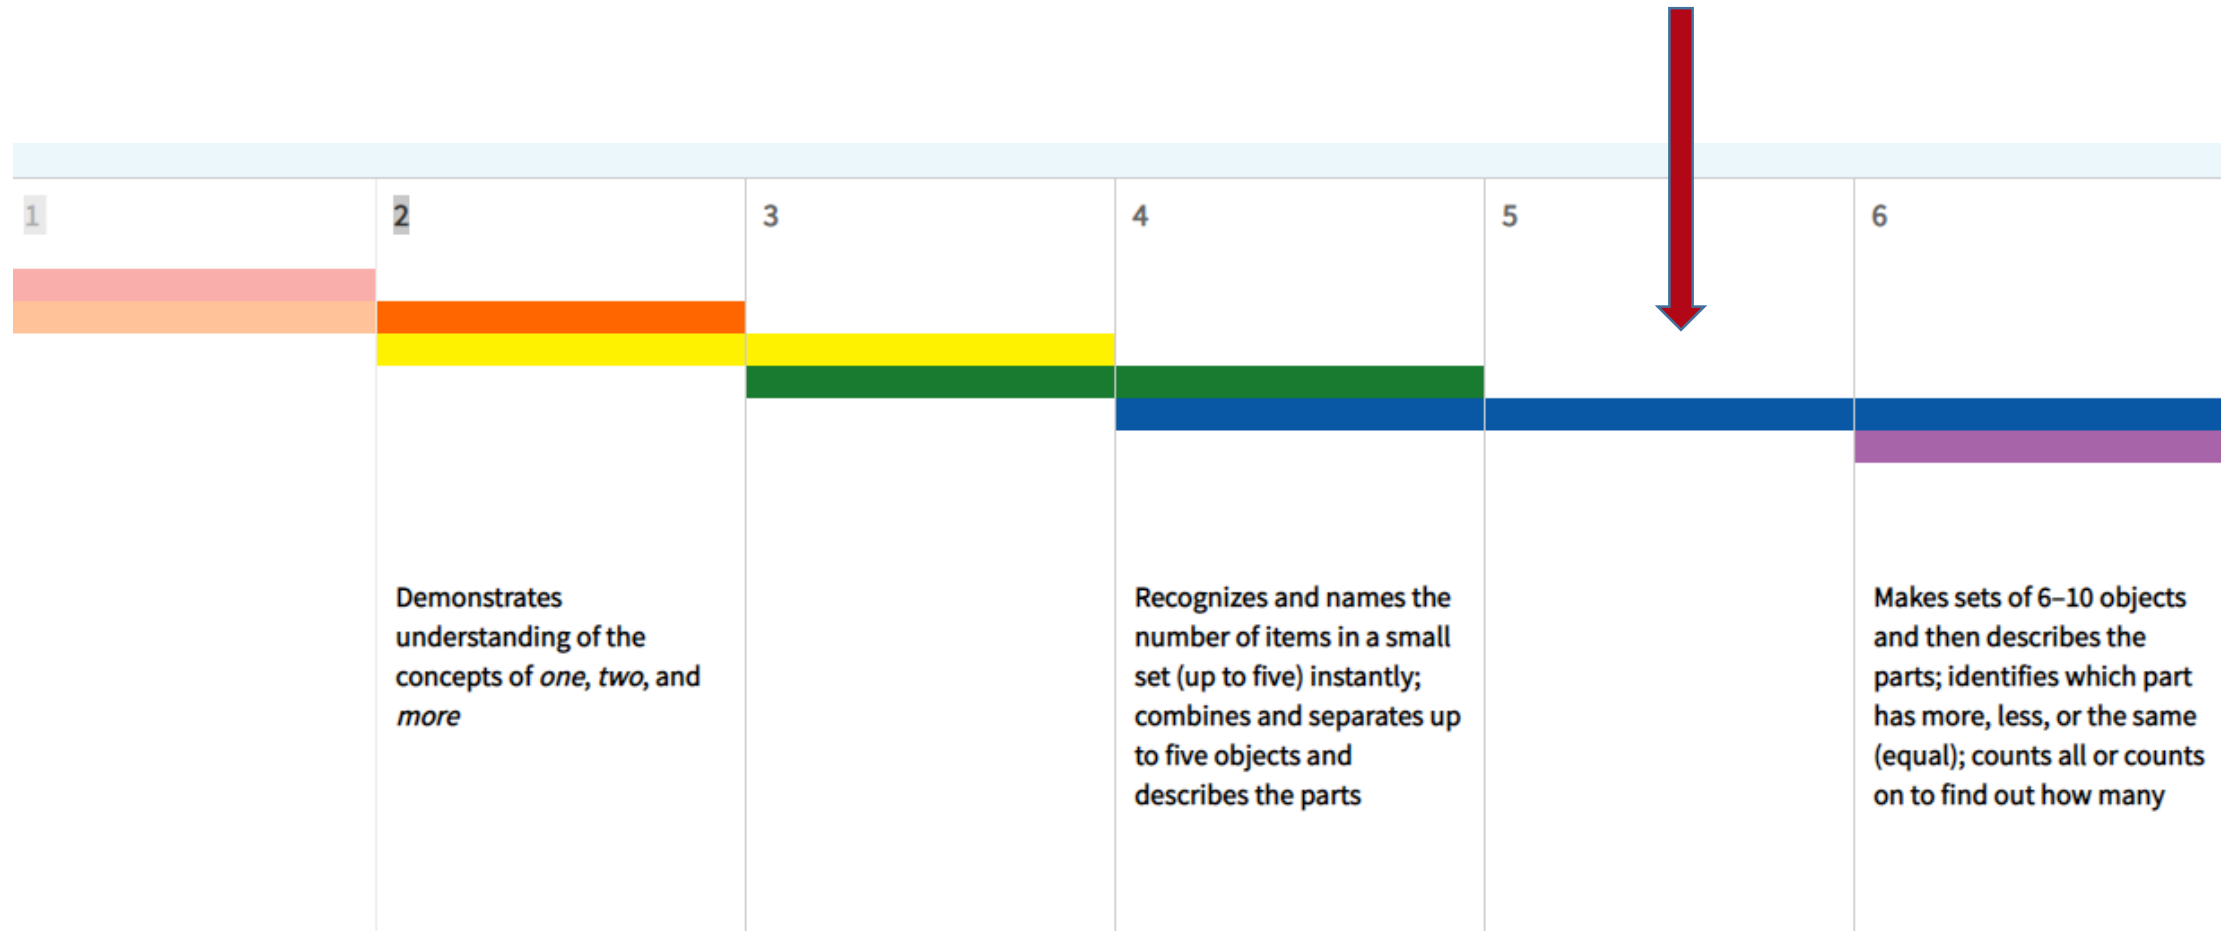 1 2 3 4 5 6
Demonstrates
understanding of the
concepts of one, two, and
more
Recognizes and names the
number of items in a small
set (up to five) instantly;
combines and separates up
to five objects and
describes the parts
Makes sets of 6–10 objects
and then describes the
parts; identifies which part
has more, less, or the same
(equal); counts all or counts
on to find out how many